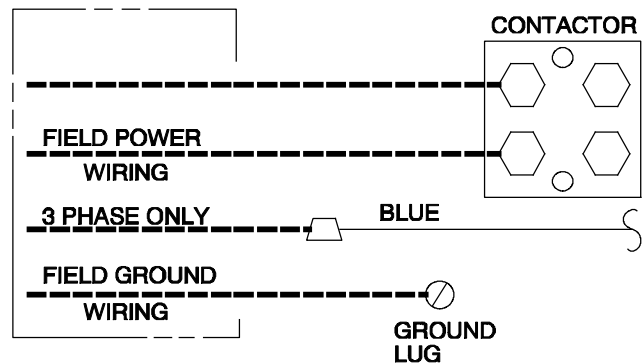 CONTACTOR
FIELD POWER
WIRING
3 PHASE ONLY
BLUE
FIELD GROUND
WIRING
GROUND
LUG